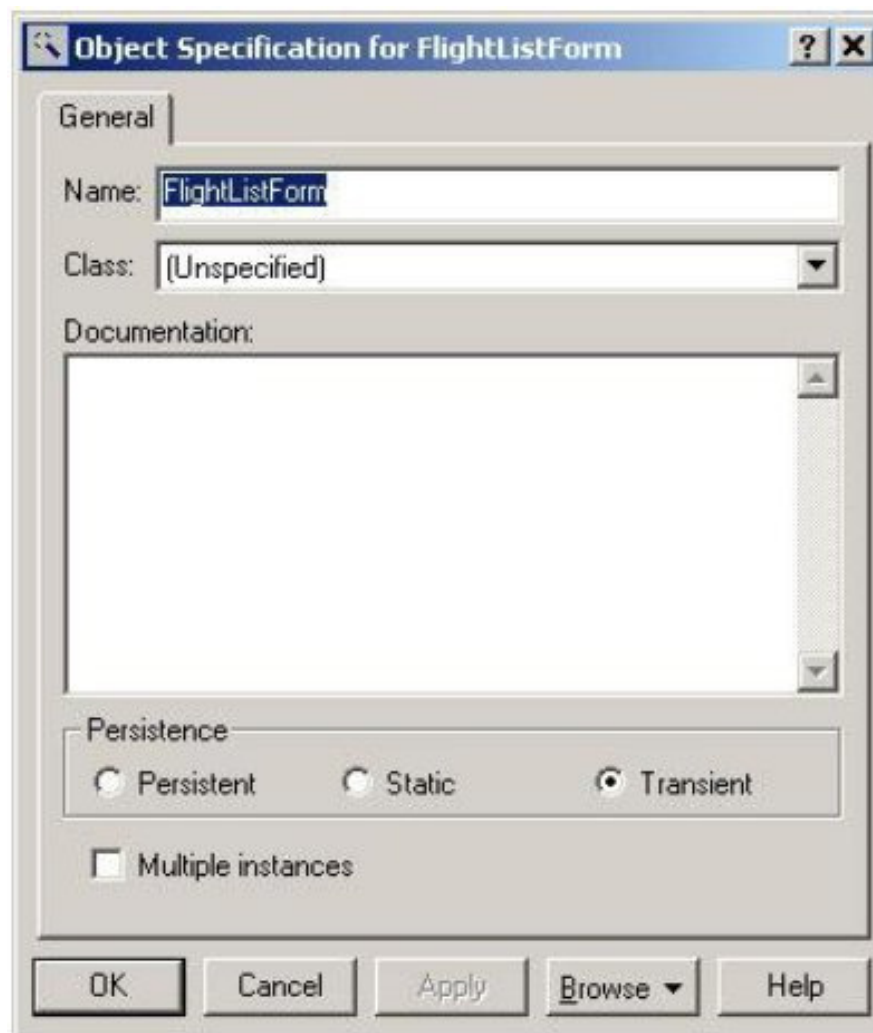 Object Specification for FlightListForm
General
Name: FlightListForm
Class: (Unspecified)
Documentation:
Persistence
Persistent Static Transient
Multiple instances
OK Cancel Apply Browse Help